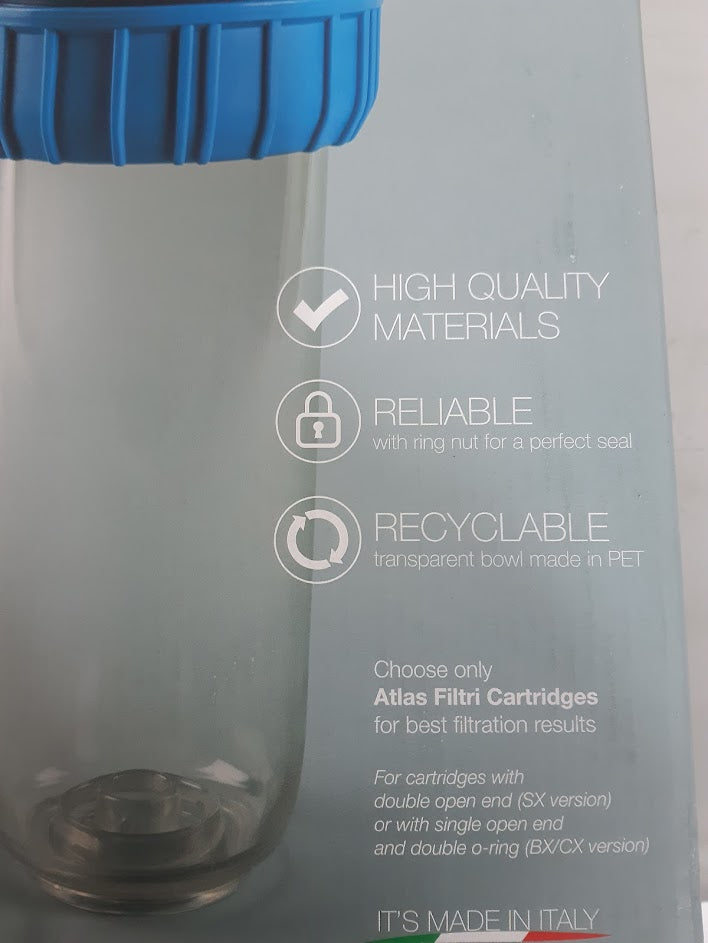 HIGH QUALITY
MATERIALS
RELIABLE
with ring nut for a perfect seal
RECYCLABLE
transparent bowl made in PET
Choose only
Atlas Filtri Cartridges
for best filtration results
For cartridges with
double open end (SX version)
or with single open end
and double o-ring (BX/CX version)
IT'S MADE IN ITALY